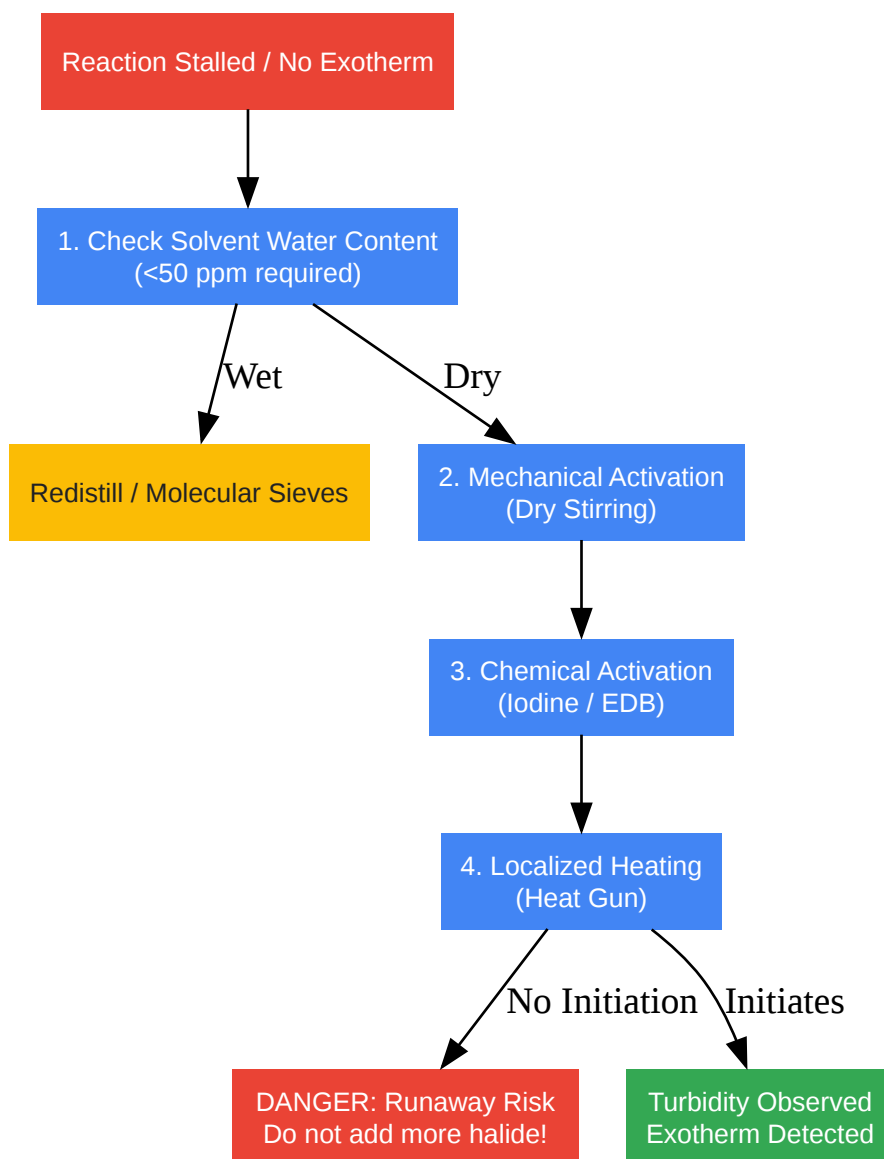 Reaction Stalled / No Exotherm
1. Check Solvent Water Content
(<50 ppm required)
Wet
Dry
Redistill / Molecular Sieves
2. Mechanical Activation
(Dry Stirring)
3. Chemical Activation
(Iodine / EDB)
4. Localized Heating
(Heat Gun)
No Initiation
Initiates
DANGER: Runaway Risk
Do not add more halide!
Turbidity Observed
Exotherm Detected